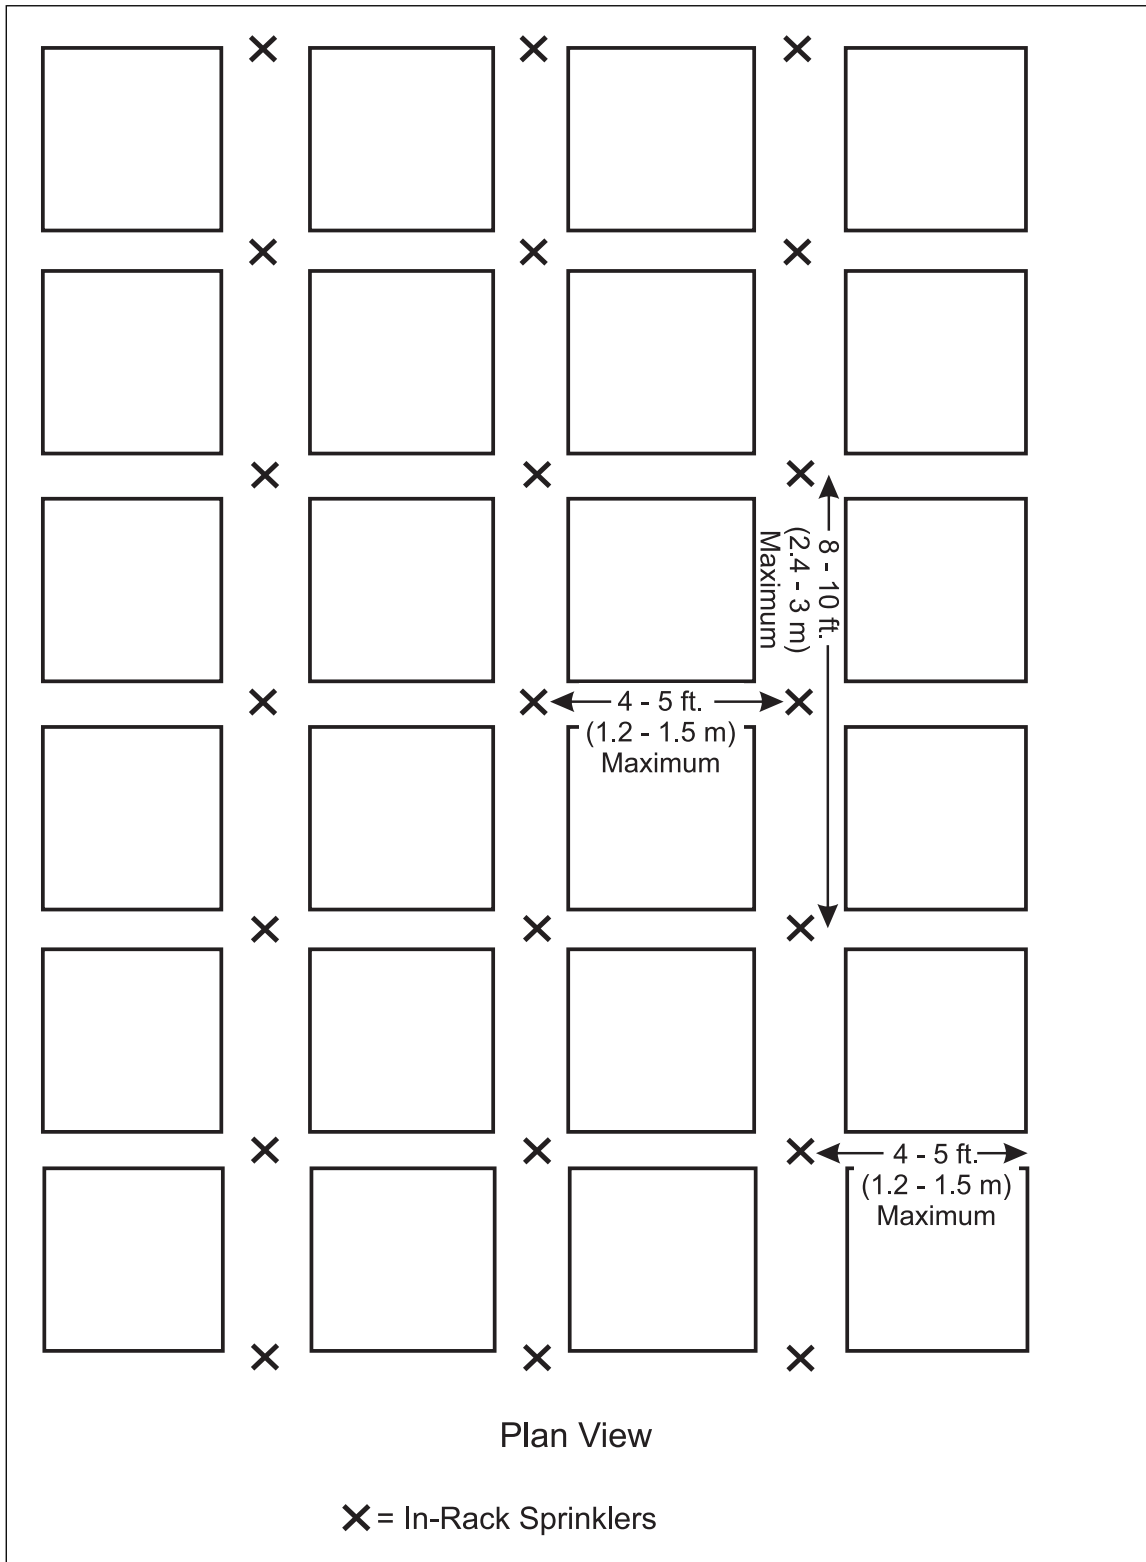 8 - 10 ft.
(2.4 - 3 m)
Maximum
4 - 5 ft.
(1.2 - 1.5 m)
Maximum
4 - 5 ft.
(1.2 - 1.5 m)
Maximum
Plan View
= In-Rack Sprinklers